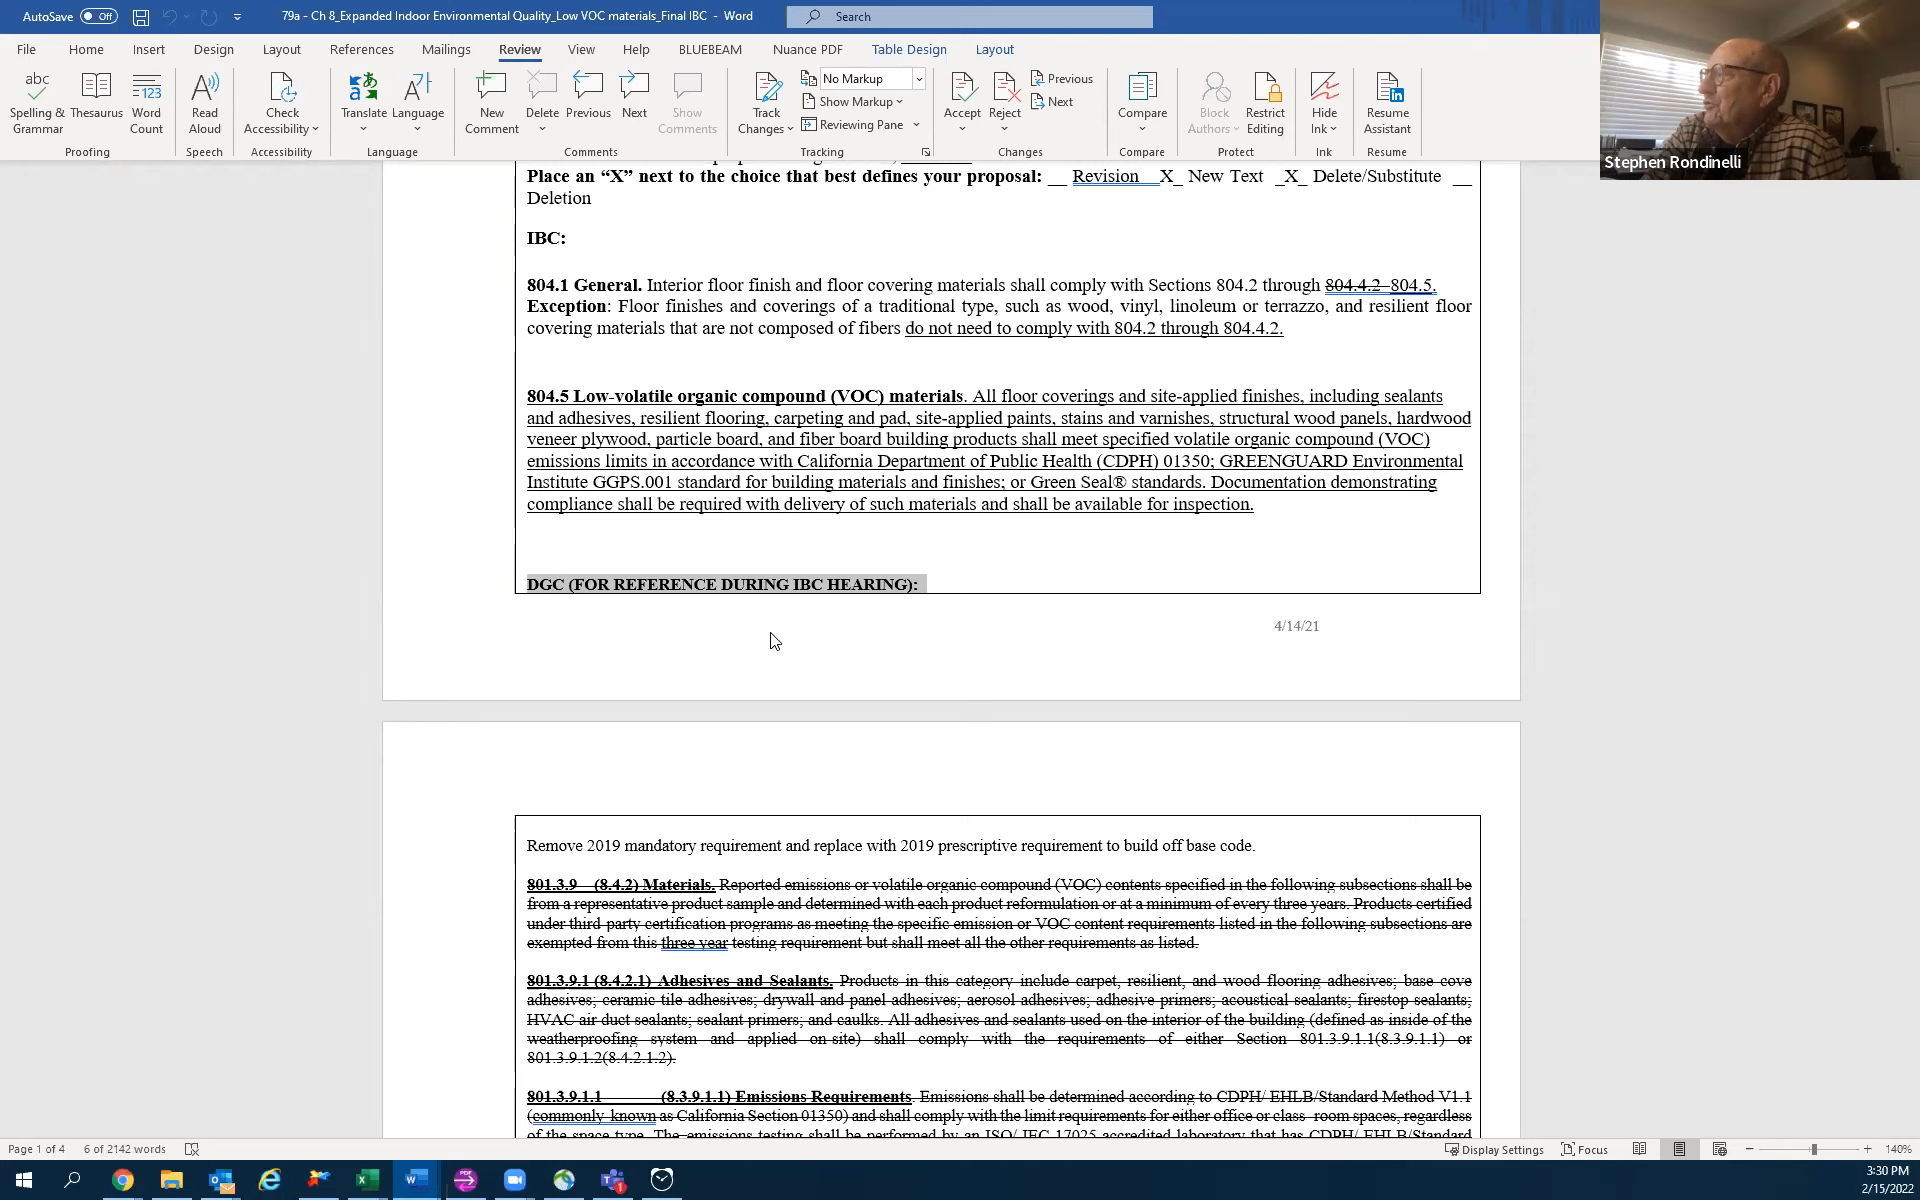 AutoSave Off 79a - Ch 8_Expanded Indoor Environmental Quality_Low VOC materials_Final IBC - Word Search
File Home Insert Design Layout References Mailings Review View Help BLUEBEAM Nuance PDF Table Design Layout
abc Spelling & Grammar Thesaurus 123 Word Count Read Aloud Check Accessibility Translate Language New Comment Delete Previous Next Show Comments Track Changes No Markup Show Markup Reviewing Pane Accept Reject Previous Next Compare Block Authors Restrict Editing Hide Ink Resume Assistant
Proofing Speech Accessibility Language Comments Tracking Changes Compare Protect Ink Resume
Stephen Rondinelli
Place an “X” next to the choice that best defines your proposal: __ Revision __X_ New Text _X_ Delete/Substitute __
Deletion
IBC:
804.1 General. Interior floor finish and floor covering materials shall comply with Sections 804.2 through 804.4.2 804.5.
Exception: Floor finishes and coverings of a traditional type, such as wood, vinyl, linoleum or terrazzo, and resilient floor
covering materials that are not composed of fibers do not need to comply with 804.2 through 804.4.2.
804.5 Low-volatile organic compound (VOC) materials. All floor coverings and site-applied finishes, including sealants
and adhesives, resilient flooring, carpeting and pad, site-applied paints, stains and varnishes, structural wood panels, hardwood
veneer plywood, particle board, and fiber board building products shall meet specified volatile organic compound (VOC)
emissions limits in accordance with California Department of Public Health (CDPH) 01350; GREENGUARD Environmental
Institute GGPS.001 standard for building materials and finishes; or Green Seal® standards. Documentation demonstrating
compliance shall be required with delivery of such materials and shall be available for inspection.
DGC (FOR REFERENCE DURING IBC HEARING):
4/14/21
Remove 2019 mandatory requirement and replace with 2019 prescriptive requirement to build off base code.
801.3.9 (8.4.2) Materials. Reported emissions or volatile organic compound (VOC) contents specified in the following subsections shall be
from a representative product sample and determined with each product reformulation or at a minimum of every three years. Products certified
under third-party certification programs as meeting the specific emission or VOC content requirements listed in the following subsections are
exempted from this three year testing requirement but shall meet all the other requirements as listed.
801.3.9.1 (8.4.2.1) Adhesives and Sealants. Products in this category include carpet, resilient, and wood flooring adhesives; base cove
adhesives; ceramic tile adhesives; drywall and panel adhesives; aerosol adhesives; adhesive primers; acoustical sealants; firestop sealants;
HVAC air duct sealants; sealant primers; and caulks. All adhesives and sealants used on the interior of the building (defined as inside of the
weatherproofing system and applied on-site) shall comply with the requirements of either Section 801.3.9.1.1(8.3.9.1.1) or
801.3.9.1.2(8.4.2.1.2).
801.3.9.1.1 (8.3.9.1.1) Emissions Requirements. Emissions shall be determined according to CDPH/ EHLB/Standard Method V1.1
(commonly known as California Section 01350) and shall comply with the limit requirements for either office or class-room spaces, regardless
of the space type. The emissions testing shall be performed by an ISO/ IEC 17025 accredited laboratory that has CDPH/ EHLB/Standard
Page 1 of 4 6 of 2142 words Display Settings Focus 140%
3:30 PM
2/15/2022